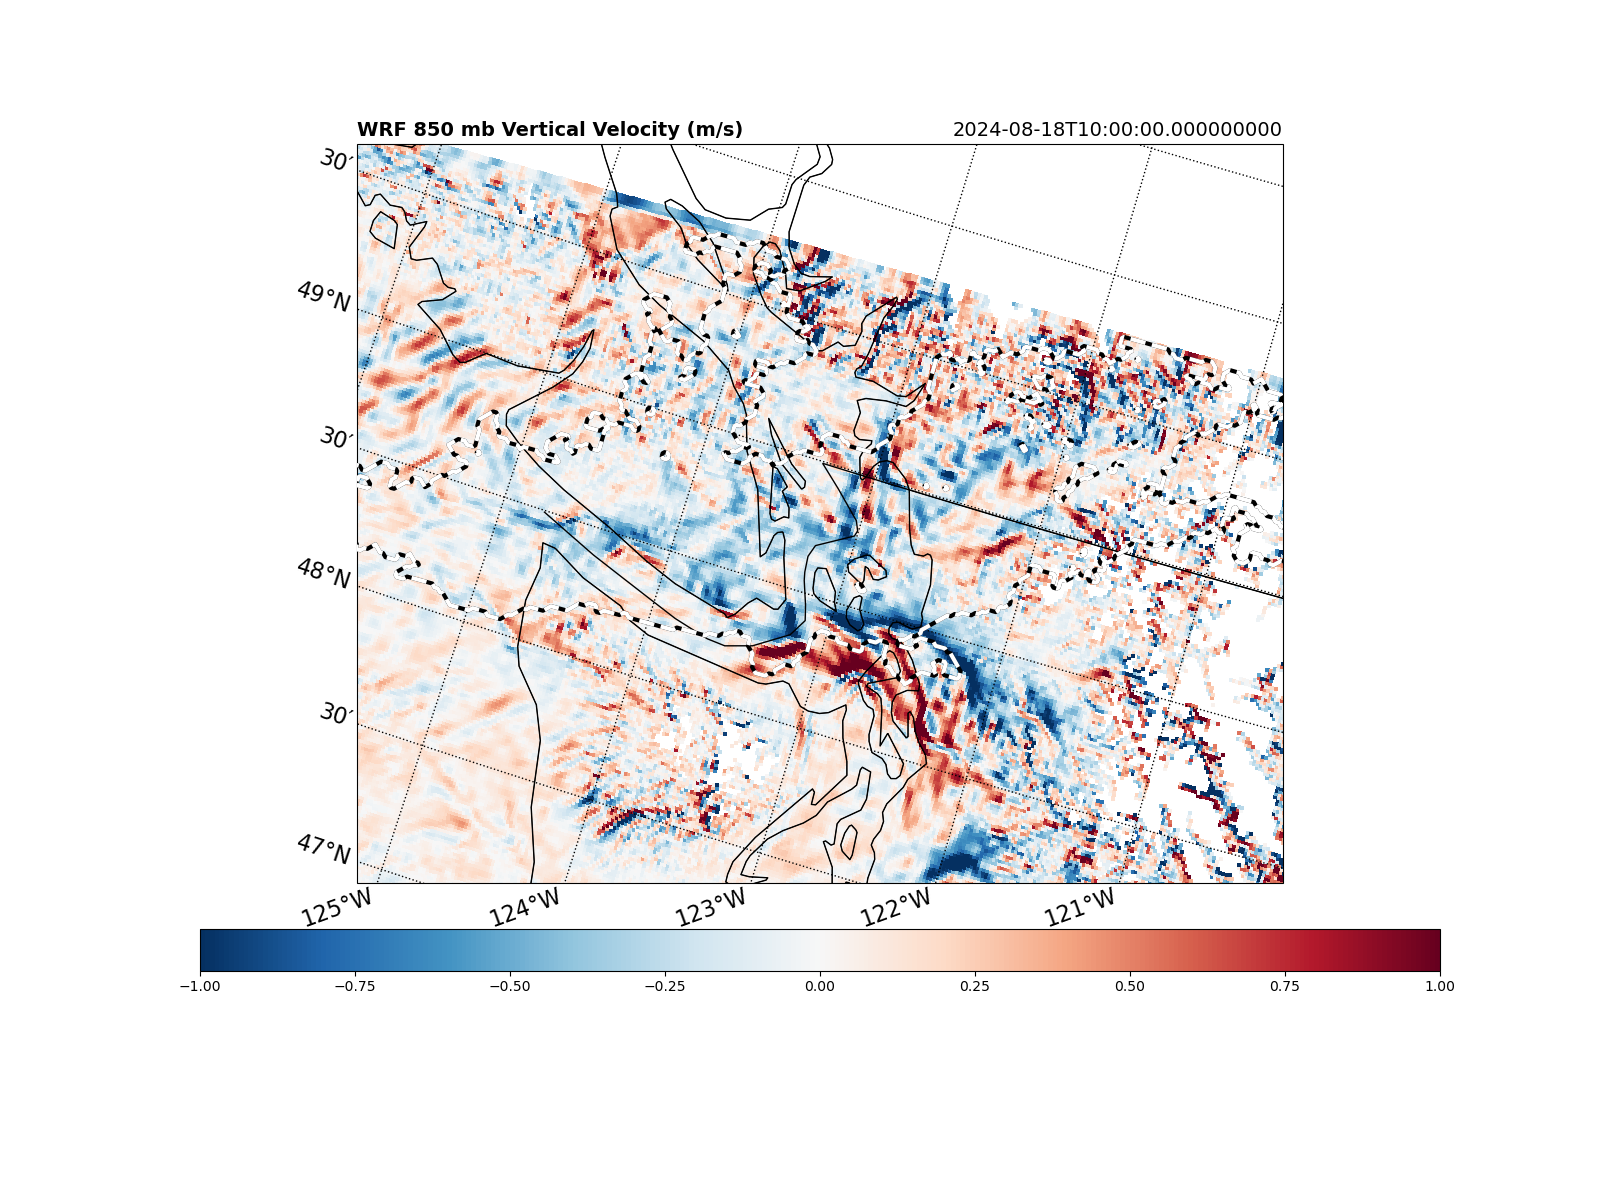 WRF 850 mb Vertical Velocity (m/s) 2024-08-18T10:00:00.000000000
30′
49°N
30′
48°N
30′
47°N
125°W 124°W 123°W 122°W 121°W
−1.00 −0.75 −0.50 −0.25 0.00 0.25 0.50 0.75 1.00